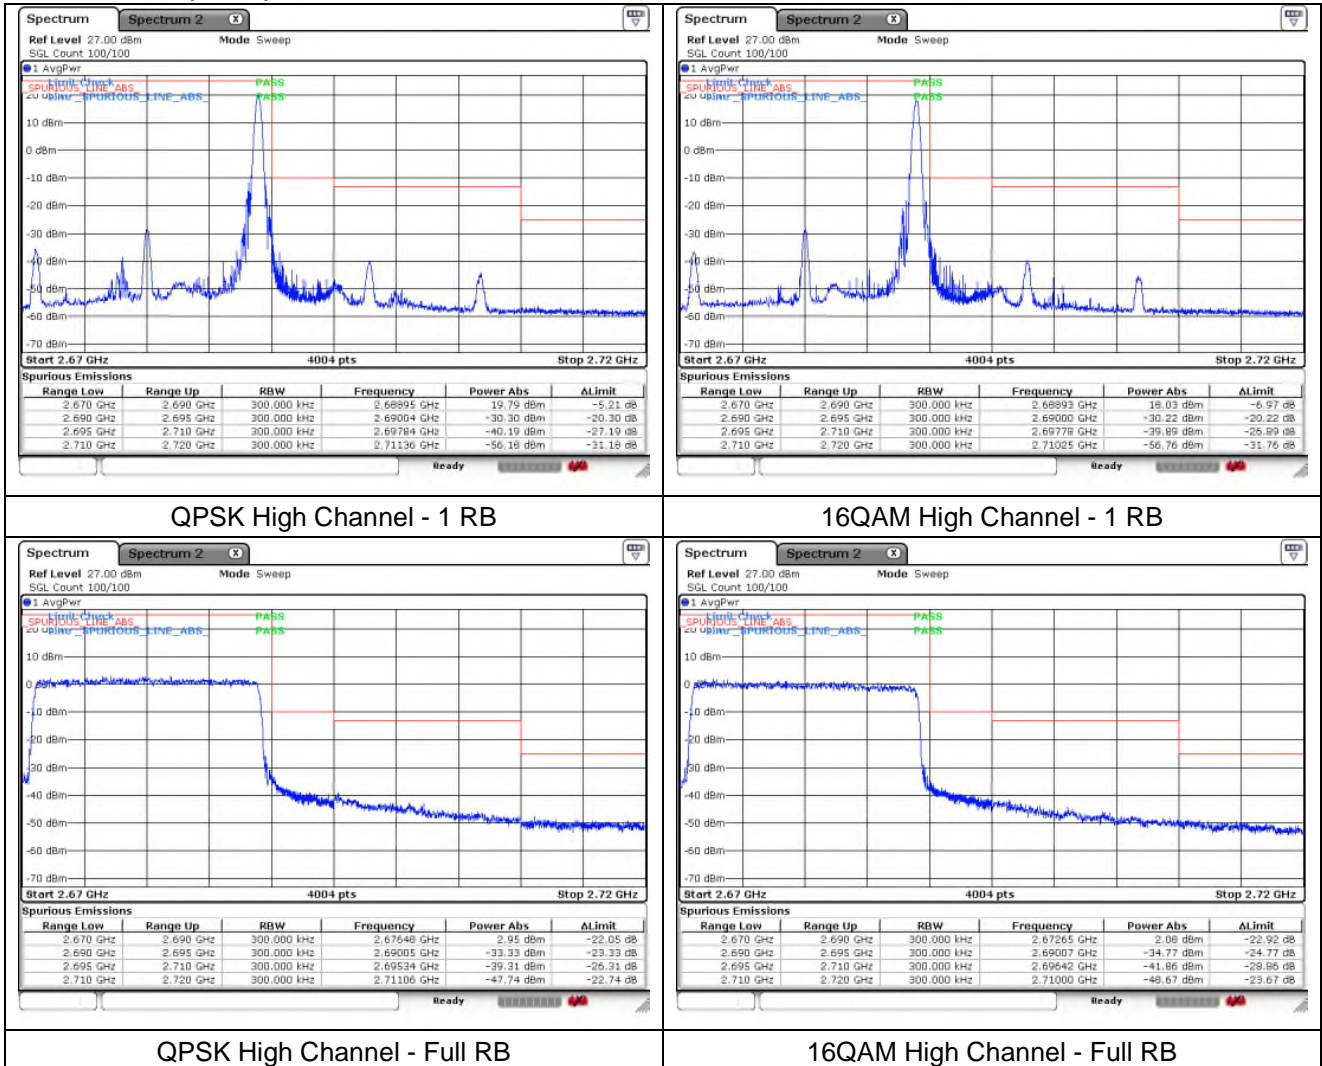 Spectrum Spectrum 2 X
Ref Level 27.00 dBm Mode Sweep
SGL Count 100/100
1 AvgPwr
Limit Check PASS
_SPURIOUS_LINE_ABS_ PASS
10 dBm
0 dBm
-10 dBm
-20 dBm
-30 dBm
-40 dBm
-50 dBm
-60 dBm
-70 dBm
Start 2.67 GHz 4004 pts Stop 2.72 GHz
Spurious Emissions
Range Low Range Up RBW Frequency Power Abs ΔLimit
2.670 GHz 2.690 GHz 300.000 kHz 2.68895 GHz 19.79 dBm -5.21 dB
2.690 GHz 2.695 GHz 300.000 kHz 2.69004 GHz -30.30 dBm -20.30 dB
2.695 GHz 2.710 GHz 300.000 kHz 2.69784 GHz -40.19 dBm -27.19 dB
2.710 GHz 2.720 GHz 300.000 kHz 2.71136 GHz -56.18 dBm -31.18 dB
Ready
QPSK High Channel - 1 RB
Spectrum Spectrum 2 X
Ref Level 27.00 dBm Mode Sweep
SGL Count 100/100
1 AvgPwr
Limit Check PASS
_SPURIOUS_LINE_ABS_ PASS
10 dBm
0 dBm
-10 dBm
-20 dBm
-30 dBm
-40 dBm
-50 dBm
-60 dBm
-70 dBm
Start 2.67 GHz 4004 pts Stop 2.72 GHz
Spurious Emissions
Range Low Range Up RBW Frequency Power Abs ΔLimit
2.670 GHz 2.690 GHz 300.000 kHz 2.68893 GHz 18.03 dBm -6.97 dB
2.690 GHz 2.695 GHz 300.000 kHz 2.69000 GHz -30.22 dBm -20.22 dB
2.695 GHz 2.710 GHz 300.000 kHz 2.69778 GHz -39.89 dBm -26.89 dB
2.710 GHz 2.720 GHz 300.000 kHz 2.71025 GHz -56.76 dBm -31.76 dB
Ready
16QAM High Channel - 1 RB
Spectrum Spectrum 2 X
Ref Level 27.00 dBm Mode Sweep
SGL Count 100/100
1 AvgPwr
Limit Check PASS
_SPURIOUS_LINE_ABS_ PASS
10 dBm
0 dBm
-10 dBm
-20 dBm
-30 dBm
-40 dBm
-50 dBm
-60 dBm
-70 dBm
Start 2.67 GHz 4004 pts Stop 2.72 GHz
Spurious Emissions
Range Low Range Up RBW Frequency Power Abs ΔLimit
2.670 GHz 2.690 GHz 300.000 kHz 2.67648 GHz 2.95 dBm -22.05 dB
2.690 GHz 2.695 GHz 300.000 kHz 2.69005 GHz -33.33 dBm -23.33 dB
2.695 GHz 2.710 GHz 300.000 kHz 2.69534 GHz -39.31 dBm -26.31 dB
2.710 GHz 2.720 GHz 300.000 kHz 2.71106 GHz -47.74 dBm -22.74 dB
Ready
QPSK High Channel - Full RB
Spectrum Spectrum 2 X
Ref Level 27.00 dBm Mode Sweep
SGL Count 100/100
1 AvgPwr
Limit Check PASS
_SPURIOUS_LINE_ABS_ PASS
10 dBm
0 dBm
-10 dBm
-20 dBm
-30 dBm
-40 dBm
-50 dBm
-60 dBm
-70 dBm
Start 2.67 GHz 4004 pts Stop 2.72 GHz
Spurious Emissions
Range Low Range Up RBW Frequency Power Abs ΔLimit
2.670 GHz 2.690 GHz 300.000 kHz 2.67265 GHz 2.08 dBm -22.92 dB
2.690 GHz 2.695 GHz 300.000 kHz 2.69007 GHz -34.77 dBm -24.77 dB
2.695 GHz 2.710 GHz 300.000 kHz 2.69642 GHz -41.86 dBm -28.86 dB
2.710 GHz 2.720 GHz 300.000 kHz 2.71000 GHz -48.67 dBm -23.67 dB
Ready
16QAM High Channel - Full RB